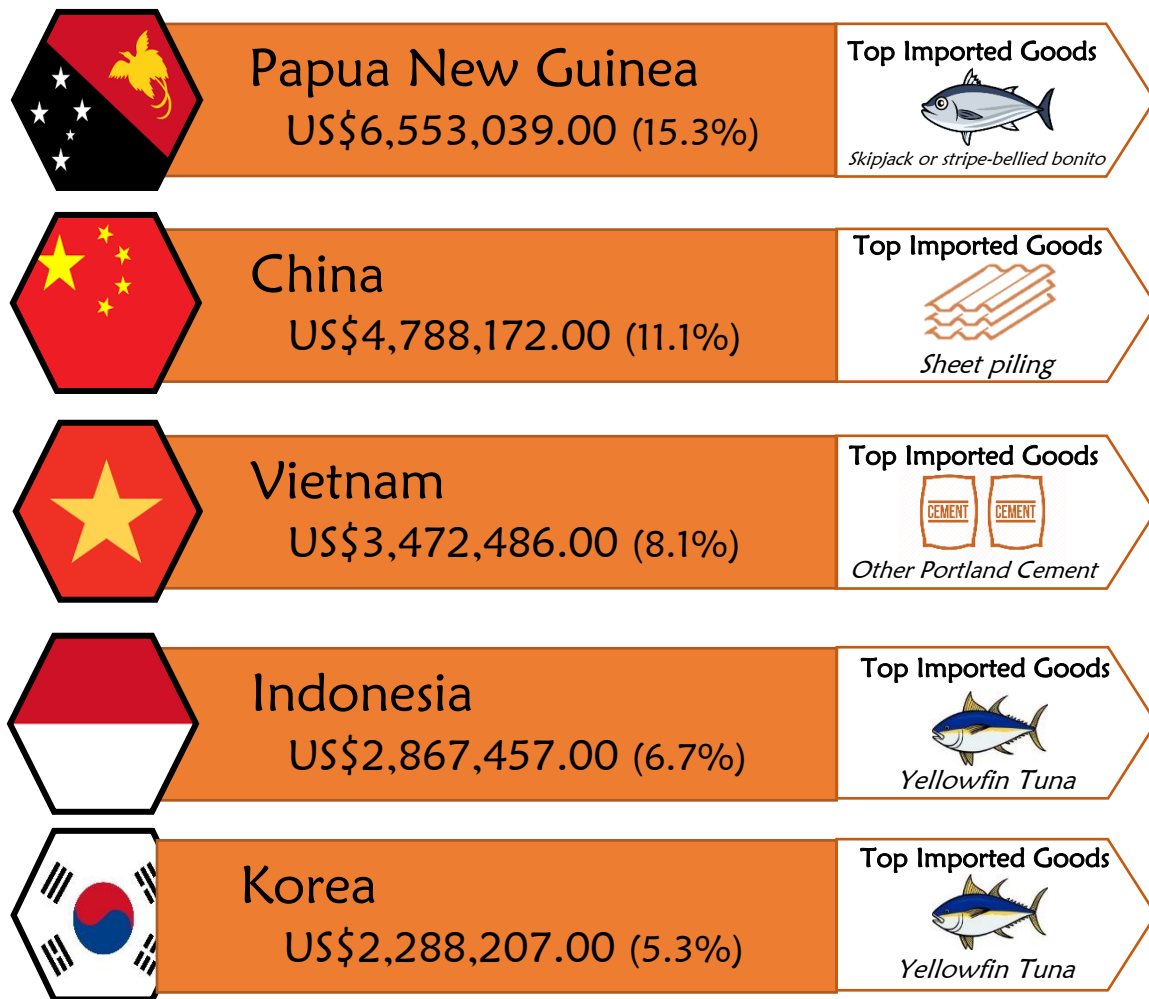 Papua New Guinea
US$6,553,039.00 (15.3%)
Top Imported Goods
Skipjack or stripe-bellied bonito
China
US$4,788,172.00 (11.1%)
Top Imported Goods
Sheet piling
Vietnam
US$3,472,486.00 (8.1%)
Top Imported Goods
CEMENT CEMENT
Other Portland Cement
Indonesia
US$2,867,457.00 (6.7%)
Top Imported Goods
Yellowfin Tuna
Korea
US$2,288,207.00 (5.3%)
Top Imported Goods
Yellowfin Tuna